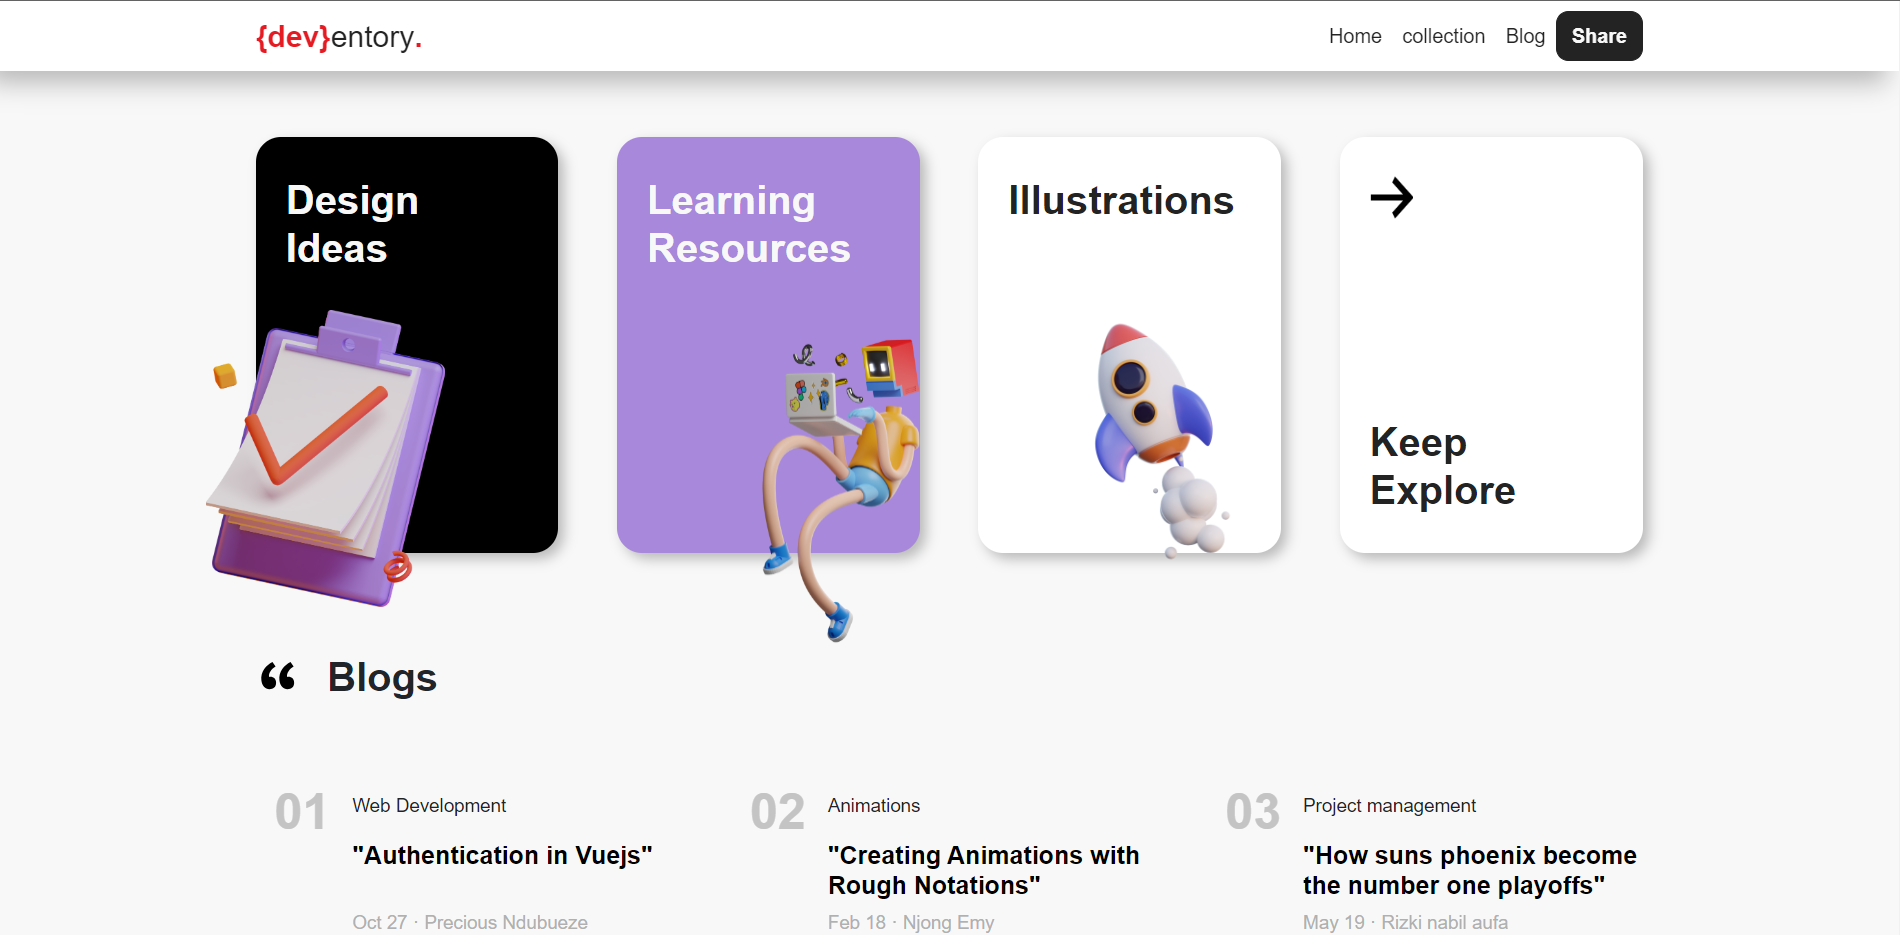 {dev}entory.
Home collection Blog Share
Design
Ideas
Learning
Resources
Illustrations
Keep
Explore
“ Blogs
01 Web Development
"Authentication in Vuejs"
Oct 27 · Precious Ndubueze
02 Animations
"Creating Animations with
Rough Notations"
Feb 18 · Njong Emy
03 Project management
"How suns phoenix become
the number one playoffs"
May 19 · Rizki nabil aufa